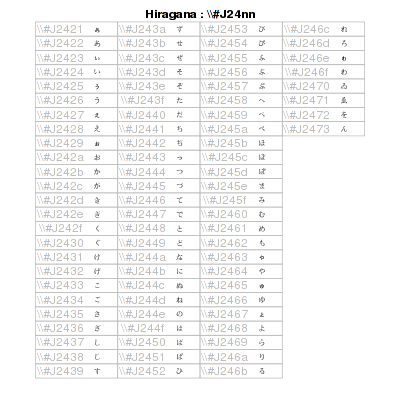 Hiragana : \\#J24nn
\\#J2421 ぁ \\#J243a ず \\#J2453 び \\#J246c れ
\\#J2422 あ \\#J243b せ \\#J2454 ぴ \\#J246d ろ
\\#J2423 ぃ \\#J243c ぜ \\#J2455 ふ \\#J246e ゎ
\\#J2424 い \\#J243d そ \\#J2456 ぶ \\#J246f わ
\\#J2425 ぅ \\#J243e ぞ \\#J2457 ぷ \\#J2470 ゐ
\\#J2426 う \\#J243f た \\#J2458 へ \\#J2471 ゑ
\\#J2427 ぇ \\#J2440 だ \\#J2459 べ \\#J2472 を
\\#J2428 え \\#J2441 ち \\#J245a ぺ \\#J2473 ん
\\#J2429 ぉ \\#J2442 ぢ \\#J245b ほ
\\#J242a お \\#J2443 っ \\#J245c ぼ
\\#J242b か \\#J2444 つ \\#J245d ぽ
\\#J242c が \\#J2445 づ \\#J245e ま
\\#J242d き \\#J2446 て \\#J245f み
\\#J242e ぎ \\#J2447 で \\#J2460 む
\\#J242f く \\#J2448 と \\#J2461 め
\\#J2430 ぐ \\#J2449 ど \\#J2462 も
\\#J2431 け \\#J244a な \\#J2463 ゃ
\\#J2432 げ \\#J244b に \\#J2464 や
\\#J2433 こ \\#J244c ぬ \\#J2465 ゅ
\\#J2434 ご \\#J244d ね \\#J2466 ゆ
\\#J2435 さ \\#J244e の \\#J2467 ょ
\\#J2436 ざ \\#J244f は \\#J2468 よ
\\#J2437 し \\#J2450 ば \\#J2469 ら
\\#J2438 じ \\#J2451 ぱ \\#J246a り
\\#J2439 す \\#J2452 ひ \\#J246b る